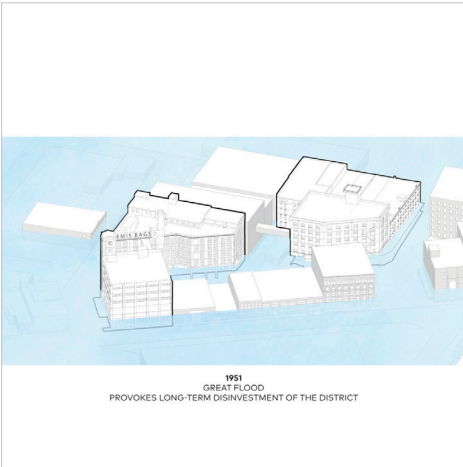 EMIS BAGS
1951
GREAT FLOOD
PROVOKES LONG-TERM DISINVESTMENT OF THE DISTRICT